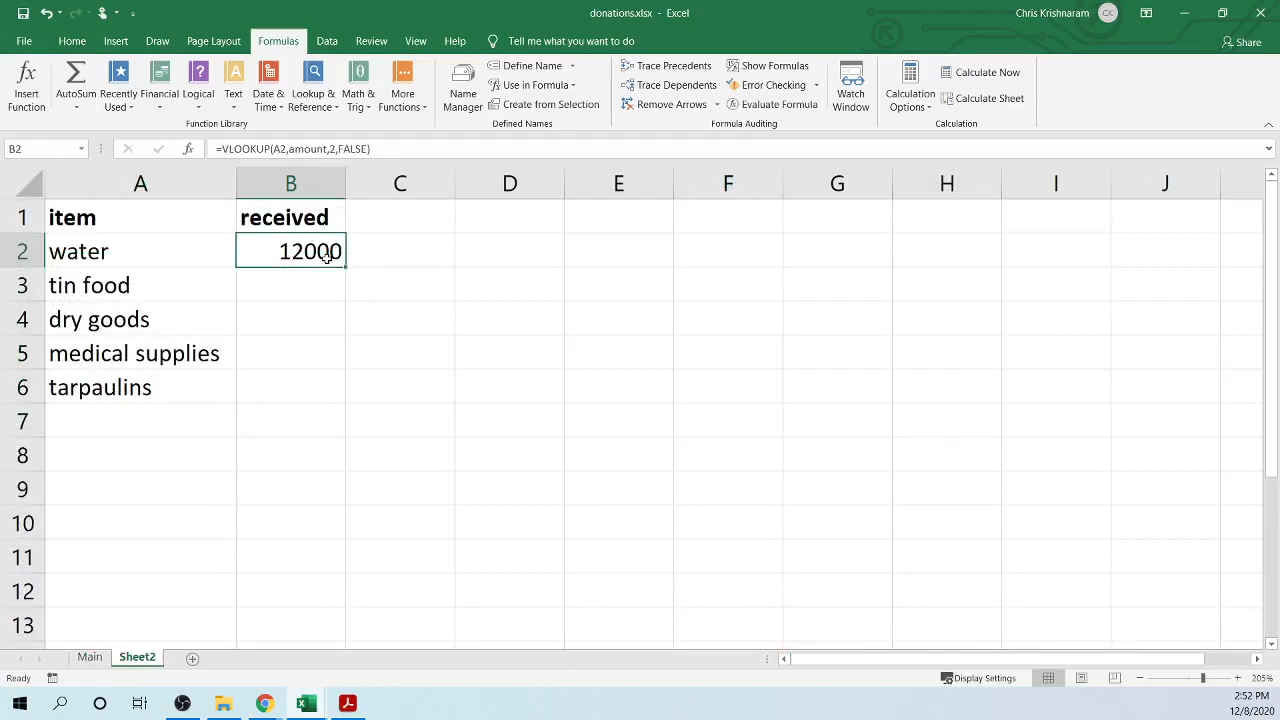 donations.xlsx - Excel
Chris Krishnaram
CK
File Home Insert Draw Page Layout Formulas Data Review View Help Tell me what you want to do
Share
Insert Function
AutoSum
Recently Used
Financial
Logical
Text
Date & Time
Lookup & Reference
Math & Trig
More Functions
Function Library
Name Manager
Define Name
Use in Formula
Create from Selection
Defined Names
Trace Precedents
Trace Dependents
Remove Arrows
Show Formulas
Error Checking
Evaluate Formula
Formula Auditing
Watch Window
Calculation Options
Calculate Now
Calculate Sheet
Calculation
B2 fx =VLOOKUP(A2,amount,2,FALSE)
A B C D E F G H I J
1 item received
2 water 12000
3 tin food
4 dry goods
5 medical supplies
6 tarpaulins
7
8
9
10
11
12
13
Main Sheet2
Ready
Display Settings
205%
2:52 PM
12/8/2020